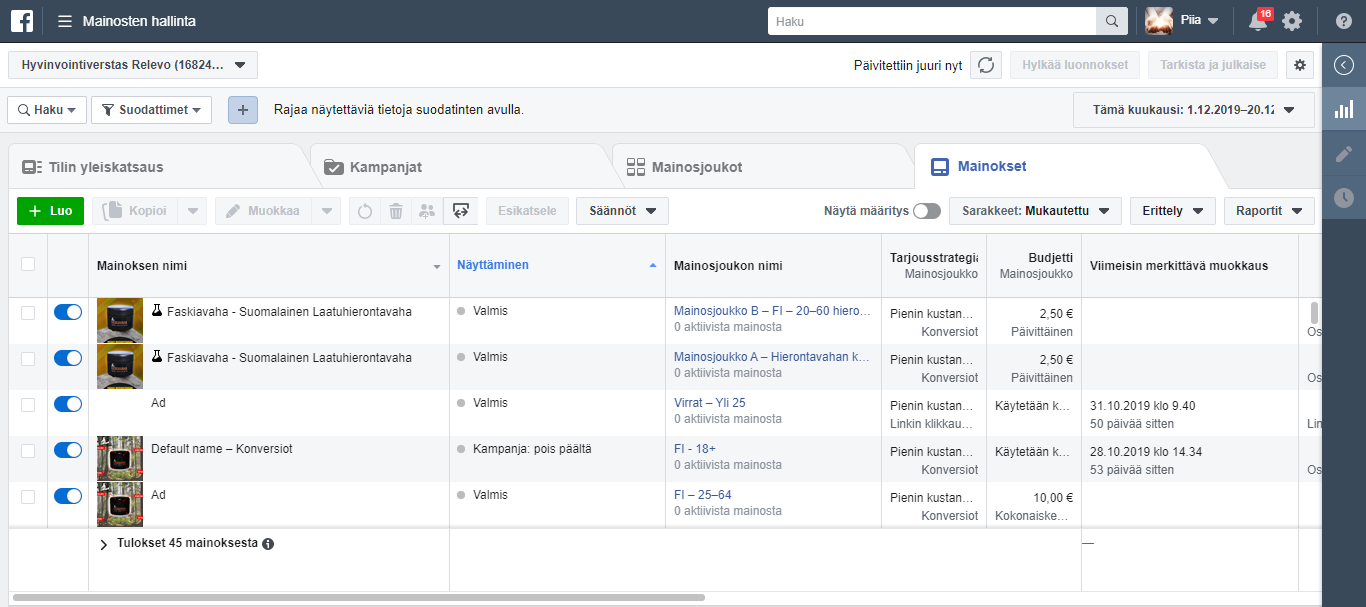 Mainosten hallinta
Haku
Piia
16
Hyvinvointiverstas Relevo (16824...
Päivitettiin juuri nyt
Hylkää luonnokset
Tarkista ja julkaise
Haku
Suodattimet
Rajaa näytettäviä tietoja suodatinten avulla.
Tämä kuukausi: 1.12.2019–20.12
Tilin yleiskatsaus
Kampanjat
Mainosjoukot
Mainokset
Luo
Kopioi
Muokkaa
Esikatsele
Säännöt
Näytä määritys
Sarakkeet: Mukautettu
Erittely
Raportit
Mainoksen nimi
Näyttäminen
Mainosjoukon nimi
Tarjousstrategia
Mainosjoukko
Budjetti
Mainosjoukko
Viimeisin merkittävä muokkaus
Faskiavaha - Suomalainen Laatuhierontavaha
Valmis
Mainosjoukko B – FI – 20–60 hiero...
0 aktiivista mainosta
Pienin kustan...
Konversiot
2,50 €
Päivittäinen
Os
Faskiavaha - Suomalainen Laatuhierontavaha
Valmis
Mainosjoukko A – Hierontavahan k...
0 aktiivista mainosta
Pienin kustan...
Konversiot
2,50 €
Päivittäinen
Os
Ad
Valmis
Virrat – Yli 25
0 aktiivista mainosta
Pienin kustan...
Linkin klikkau...
Käytetään k...
31.10.2019 klo 9.40
50 päivää sitten
Lin
Default name – Konversiot
Kampanja: pois päältä
FI - 18+
0 aktiivista mainosta
Pienin kustan...
Konversiot
Käytetään k...
28.10.2019 klo 14.34
53 päivää sitten
Os
Ad
Valmis
FI – 25–64
0 aktiivista mainosta
Pienin kustan...
Konversiot
10,00 €
Kokonaiske...
Tulokset 45 mainoksesta
—